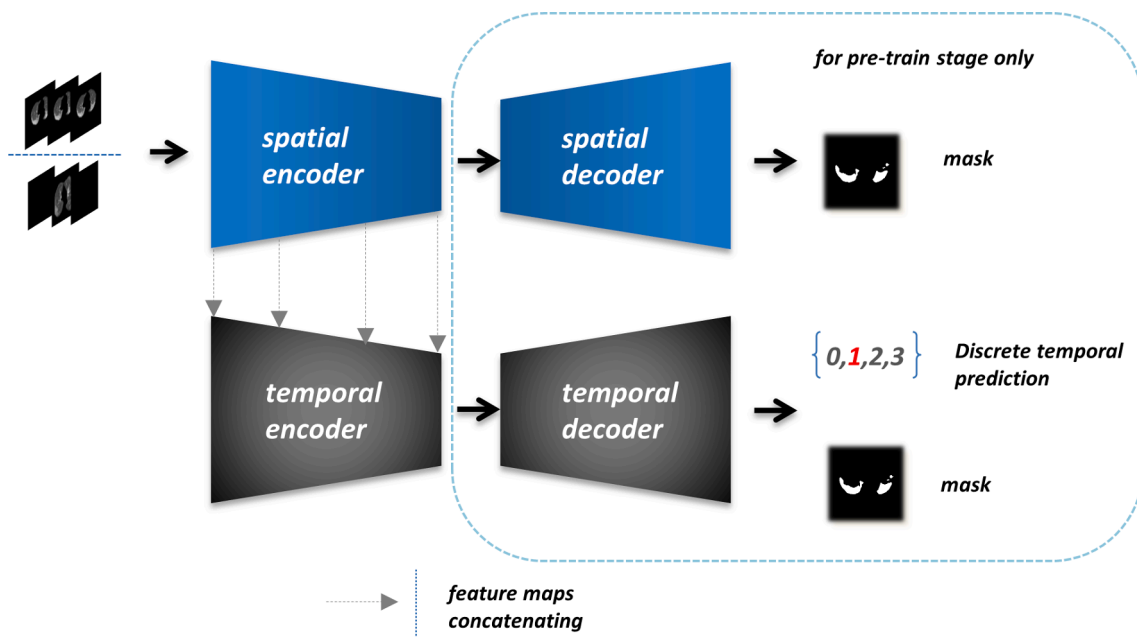 for pre-train stage only
spatial
encoder
spatial
decoder
mask
temporal
encoder
temporal
decoder
{0,1,2,3}
Discrete temporal
prediction
mask
feature maps
concatenating